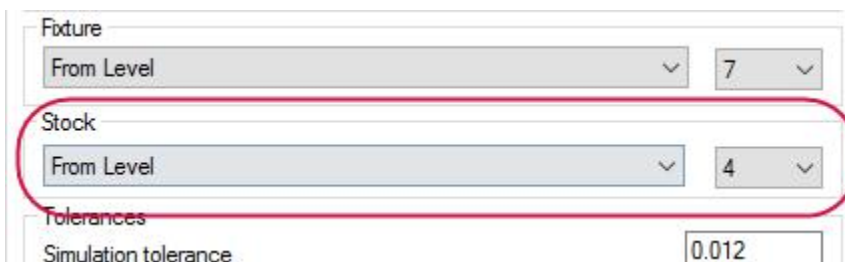 Fixture
From Level 7
Stock
From Level 4
Tolerances
Simulation tolerance 0.012